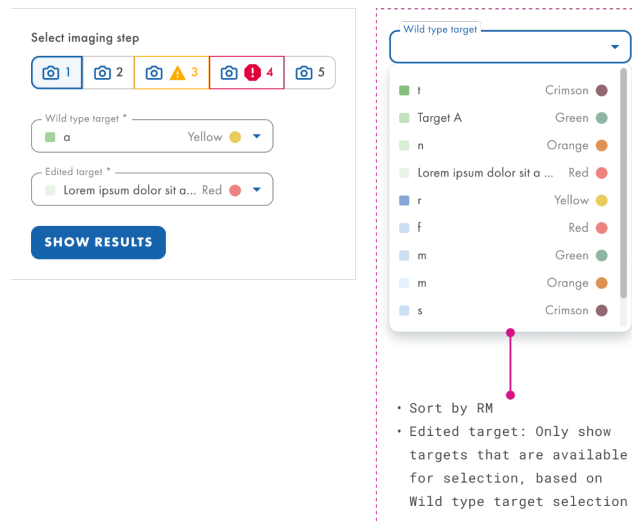 Select imaging step
1 2 3 4 5
Wild type target *
a Yellow
Edited target *
Lorem ipsum dolor sit a... Red
SHOW RESULTS
Wild type target
t Crimson
Target A Green
n Orange
Lorem ipsum dolor sit a ... Red
r Yellow
f Red
m Green
m Orange
s Crimson
• Sort by RM
• Edited target: Only show
targets that are available
for selection, based on
Wild type target selection